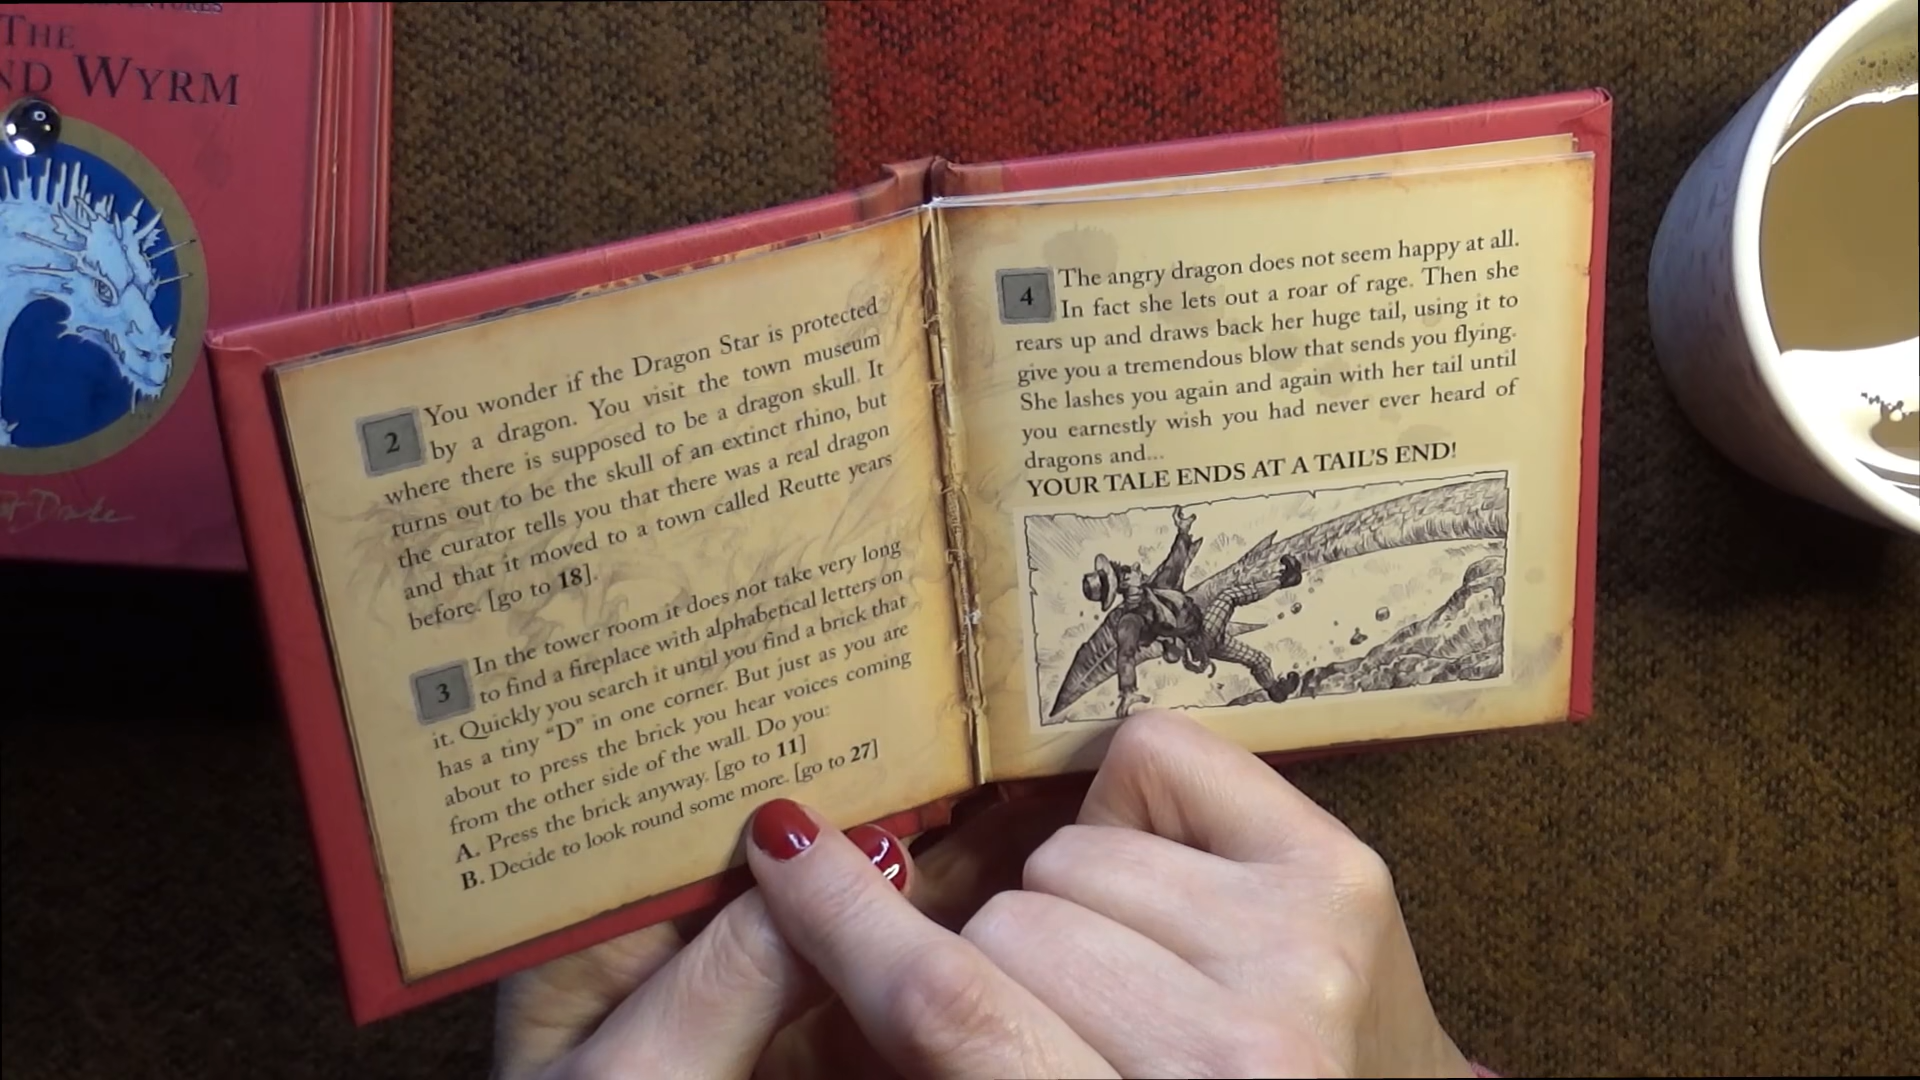 THE
ND WYRM
Drake
2
You wonder if the Dragon Star is protected
by a dragon. You visit the town museum
where there is supposed to be a dragon skull. It
turns out to be the skull of an extinct rhino, but
the curator tells you that there was a real dragon
and that it moved to a town called Reutte years
before. [go to 18].
3
In the tower room it does not take very long
to find a fireplace with alphabetical letters on
it. Quickly you search it until you find a brick that
has a tiny “D” in one corner. But just as you are
about to press the brick you hear voices coming
from the other side of the wall. Do you:
A. Press the brick anyway. [go to 11]
B. Decide to look round some more. [go to 27]
4
The angry dragon does not seem happy at all.
In fact she lets out a roar of rage. Then she
rears up and draws back her huge tail, using it to
give you a tremendous blow that sends you flying.
She lashes you again and again with her tail until
you earnestly wish you had never ever heard of
dragons and...
YOUR TALE ENDS AT A TAIL'S END!